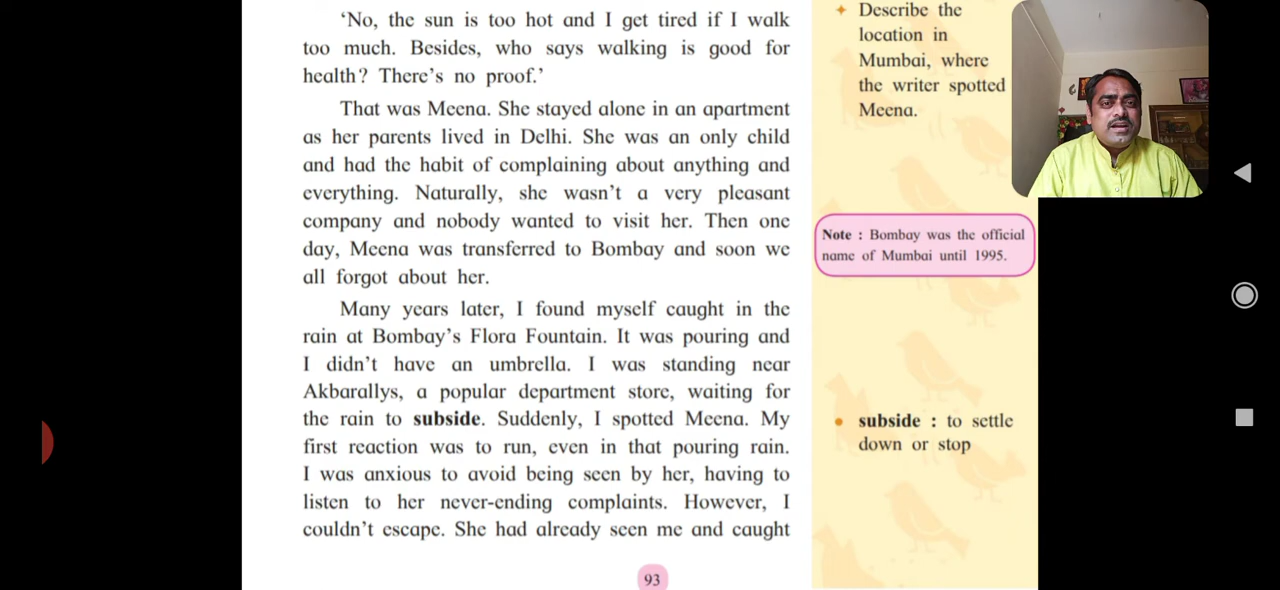 ‘No, the sun is too hot and I get tired if I walk
too much. Besides, who says walking is good for
health? There’s no proof.’
That was Meena. She stayed alone in an apartment
as her parents lived in Delhi. She was an only child
and had the habit of complaining about anything and
everything. Naturally, she wasn’t a very pleasant
company and nobody wanted to visit her. Then one
day, Meena was transferred to Bombay and soon we
all forgot about her.
Many years later, I found myself caught in the
rain at Bombay’s Flora Fountain. It was pouring and
I didn’t have an umbrella. I was standing near
Akbarallys, a popular department store, waiting for
the rain to subside. Suddenly, I spotted Meena. My
first reaction was to run, even in that pouring rain.
I was anxious to avoid being seen by her, having to
listen to her never-ending complaints. However, I
couldn’t escape. She had already seen me and caught
93
Describe the
location in
Mumbai, where
the writer spotted
Meena.
Note : Bombay was the official
name of Mumbai until 1995.
subside : to settle
down or stop